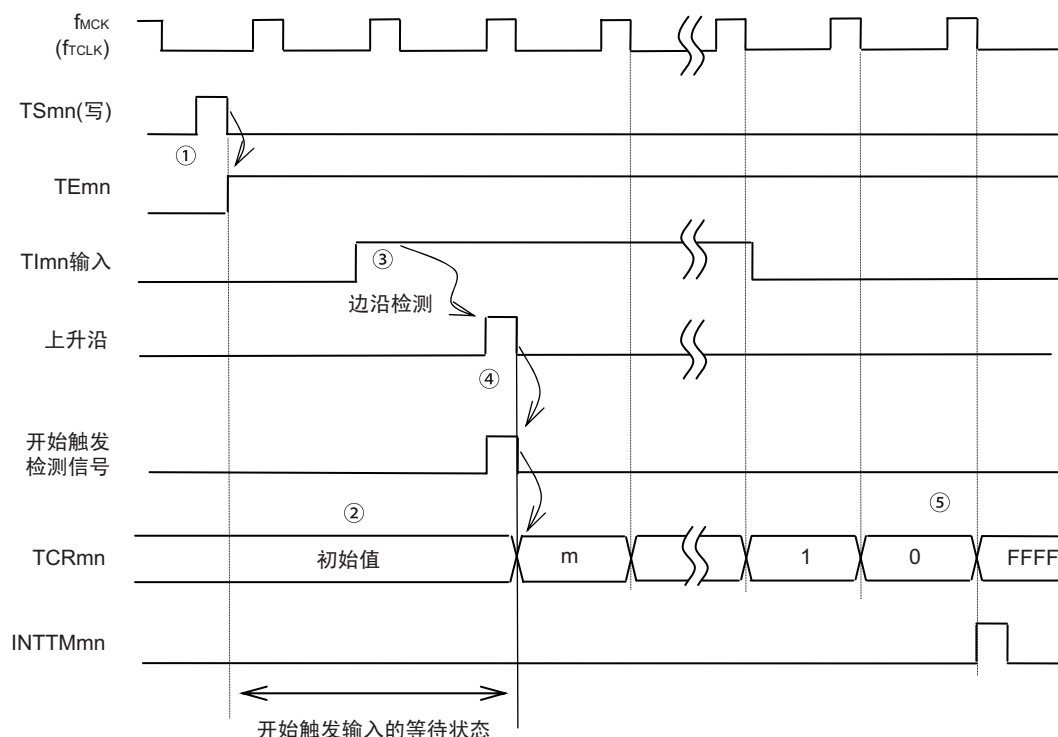 fMCK
(fTCLK)
TSmn(写)
①
TEmn
TImn输入
③
边沿检测
上升沿
④
开始触发
检测信号
②
⑤
TCRmn
初始值
m
1
0
FFFF
INTTMmn
开始触发输入的等待状态